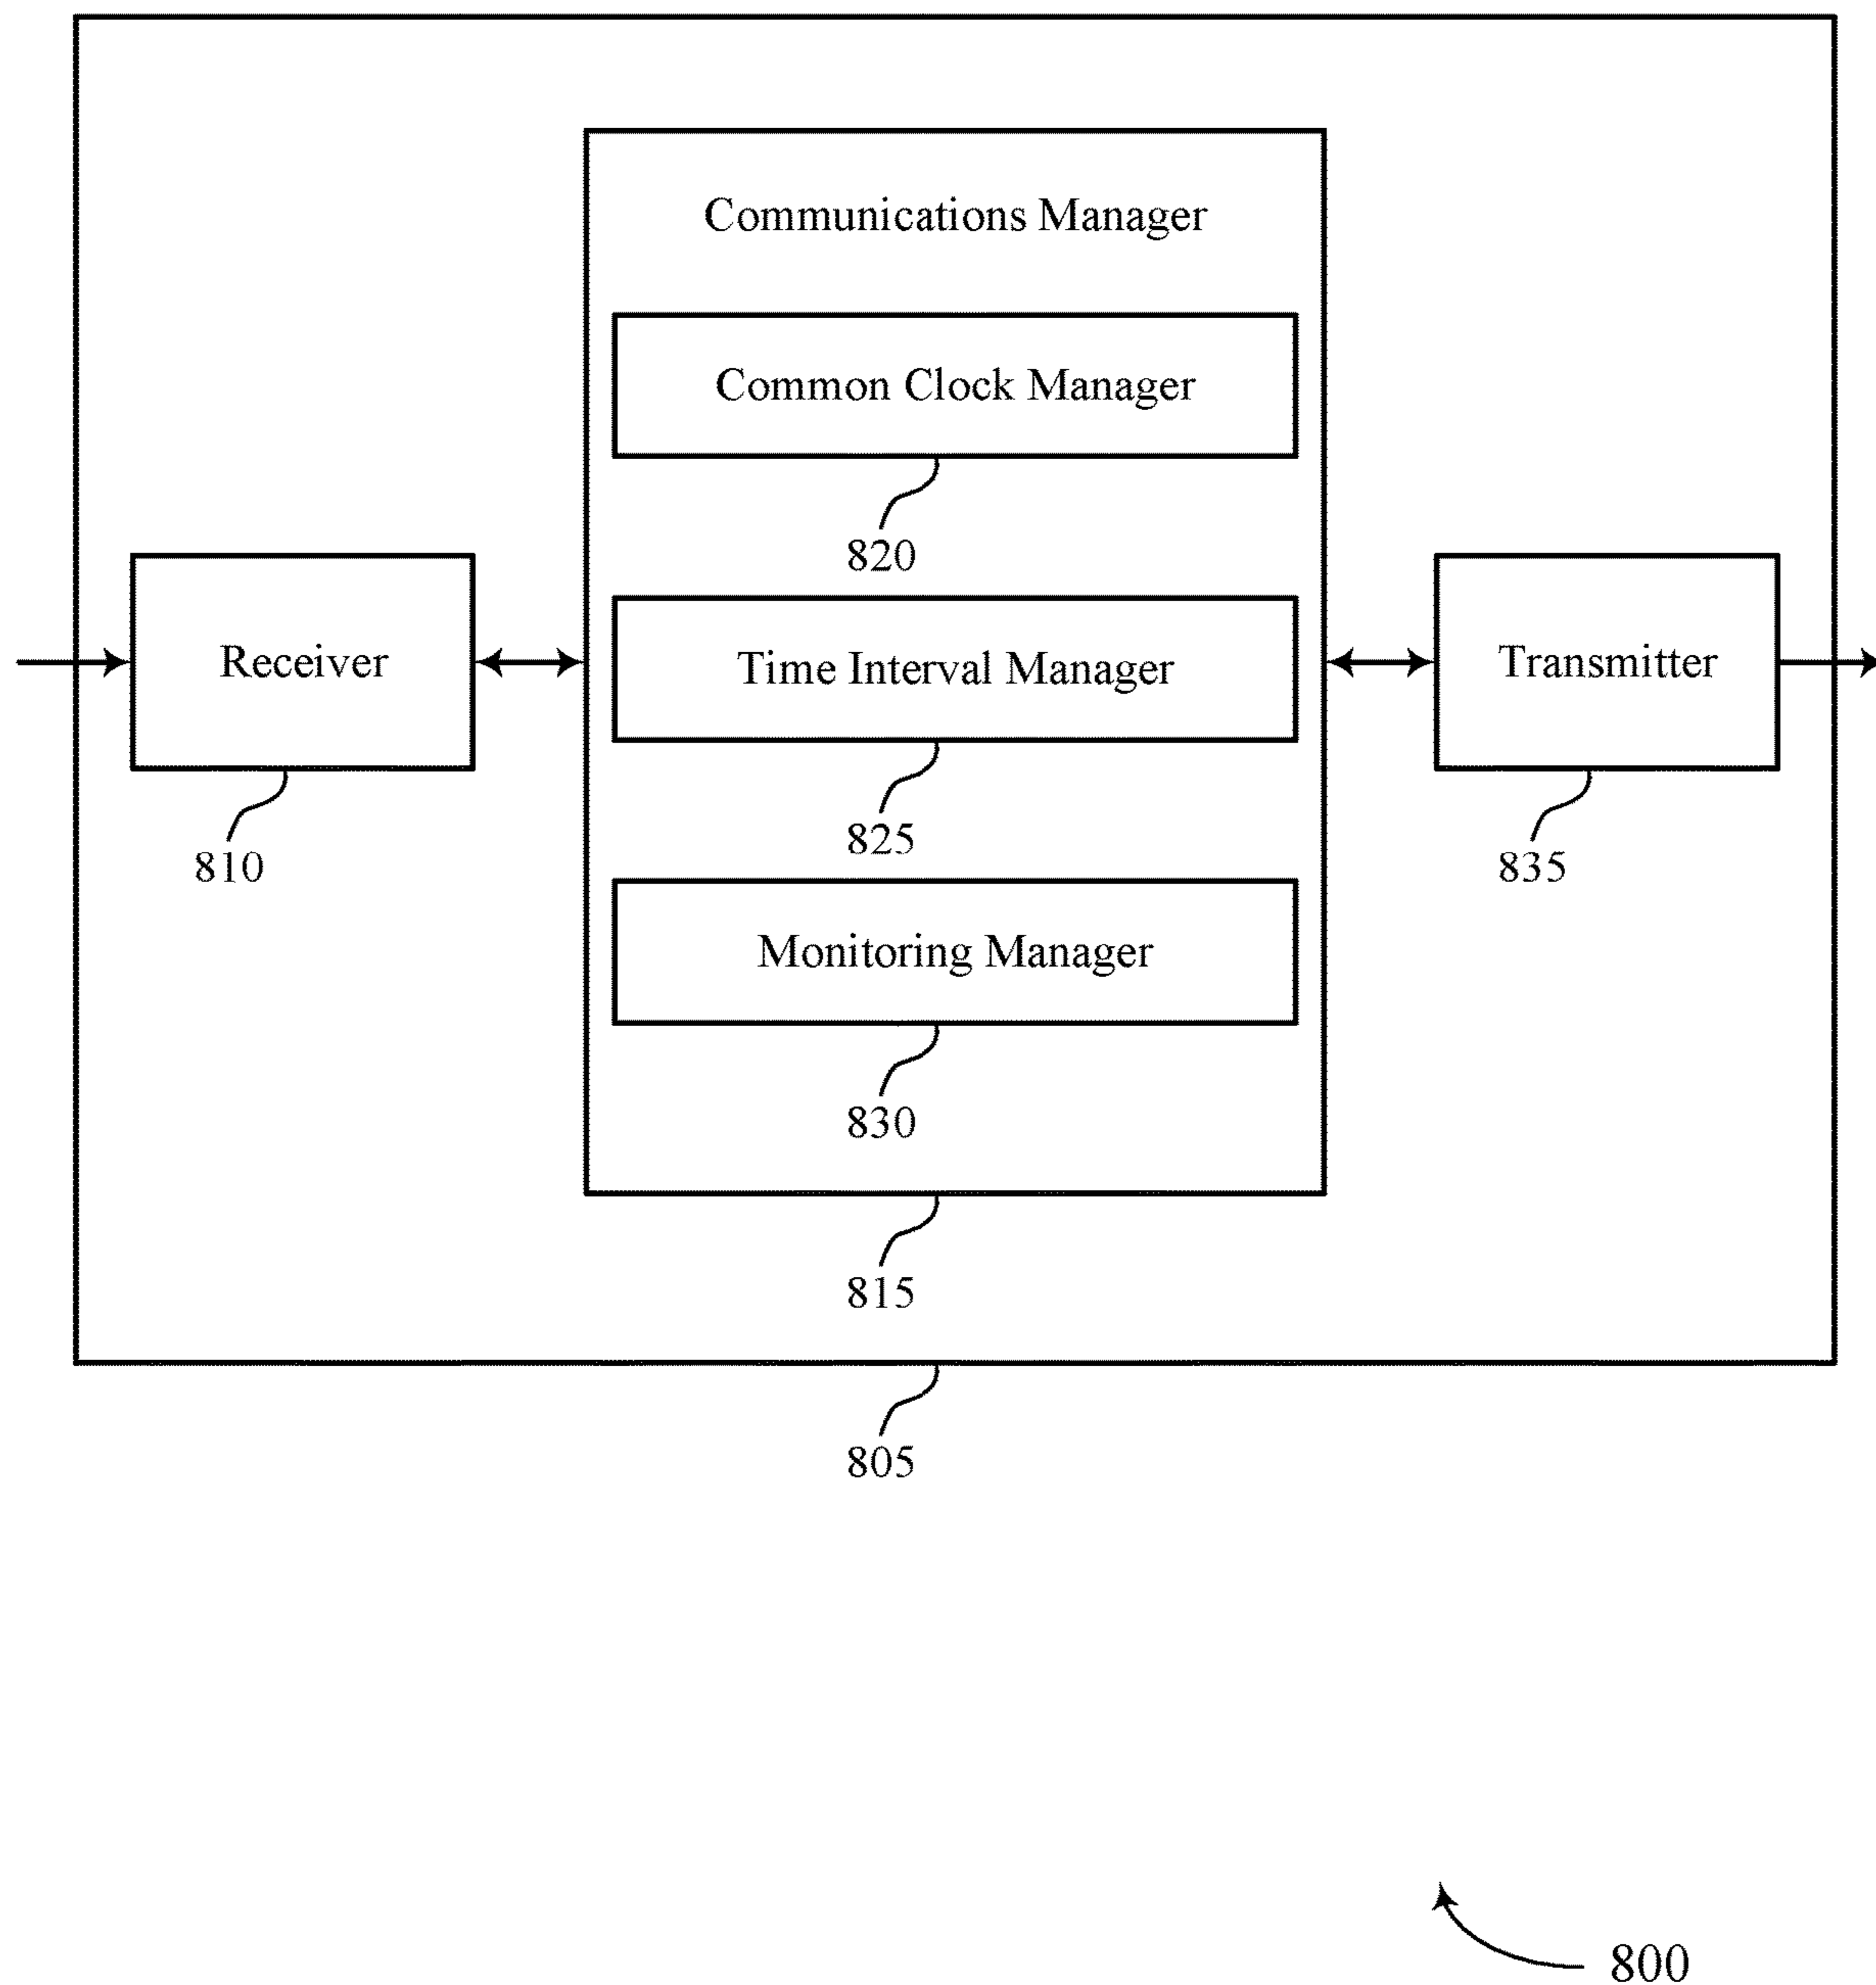 Communications Manager
Common Clock Manager
820
Receiver
810
Time Interval Manager
825
Transmitter
835
Monitoring Manager
830
815
805
800